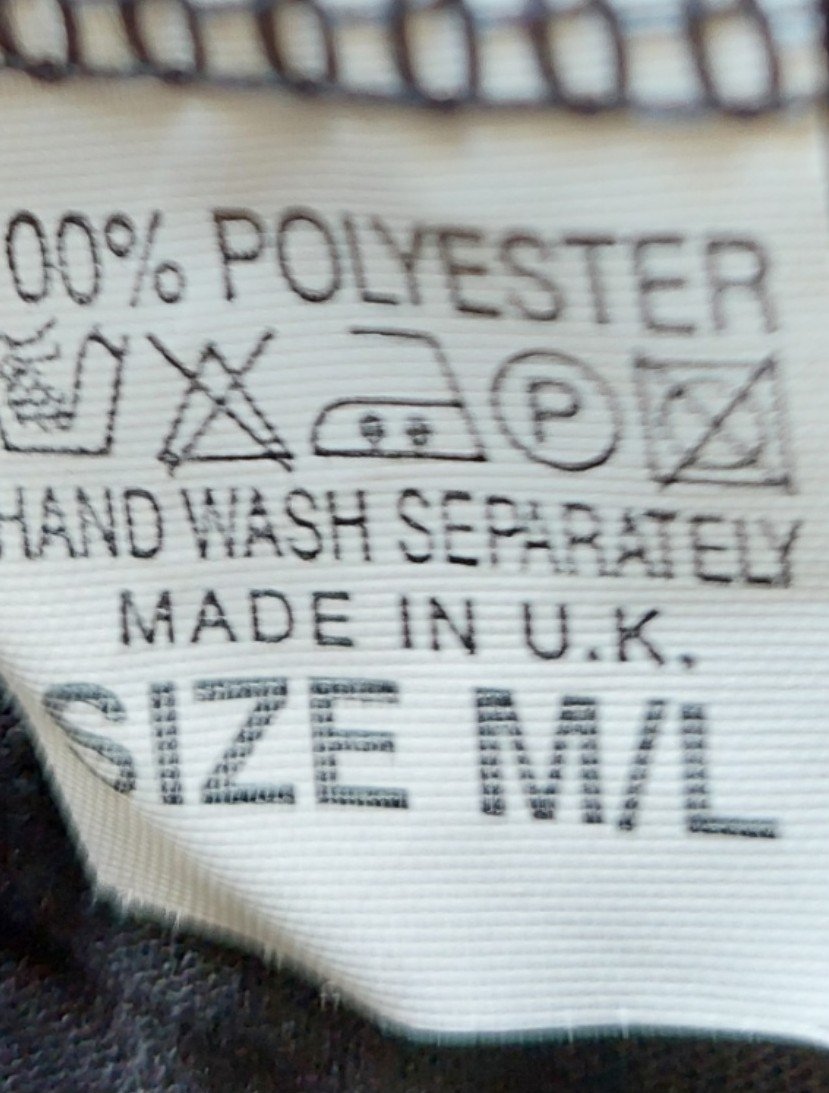 00% POLYESTER
P
HAND WASH SEPARATELY
MADE IN U.K.
SIZE M/L